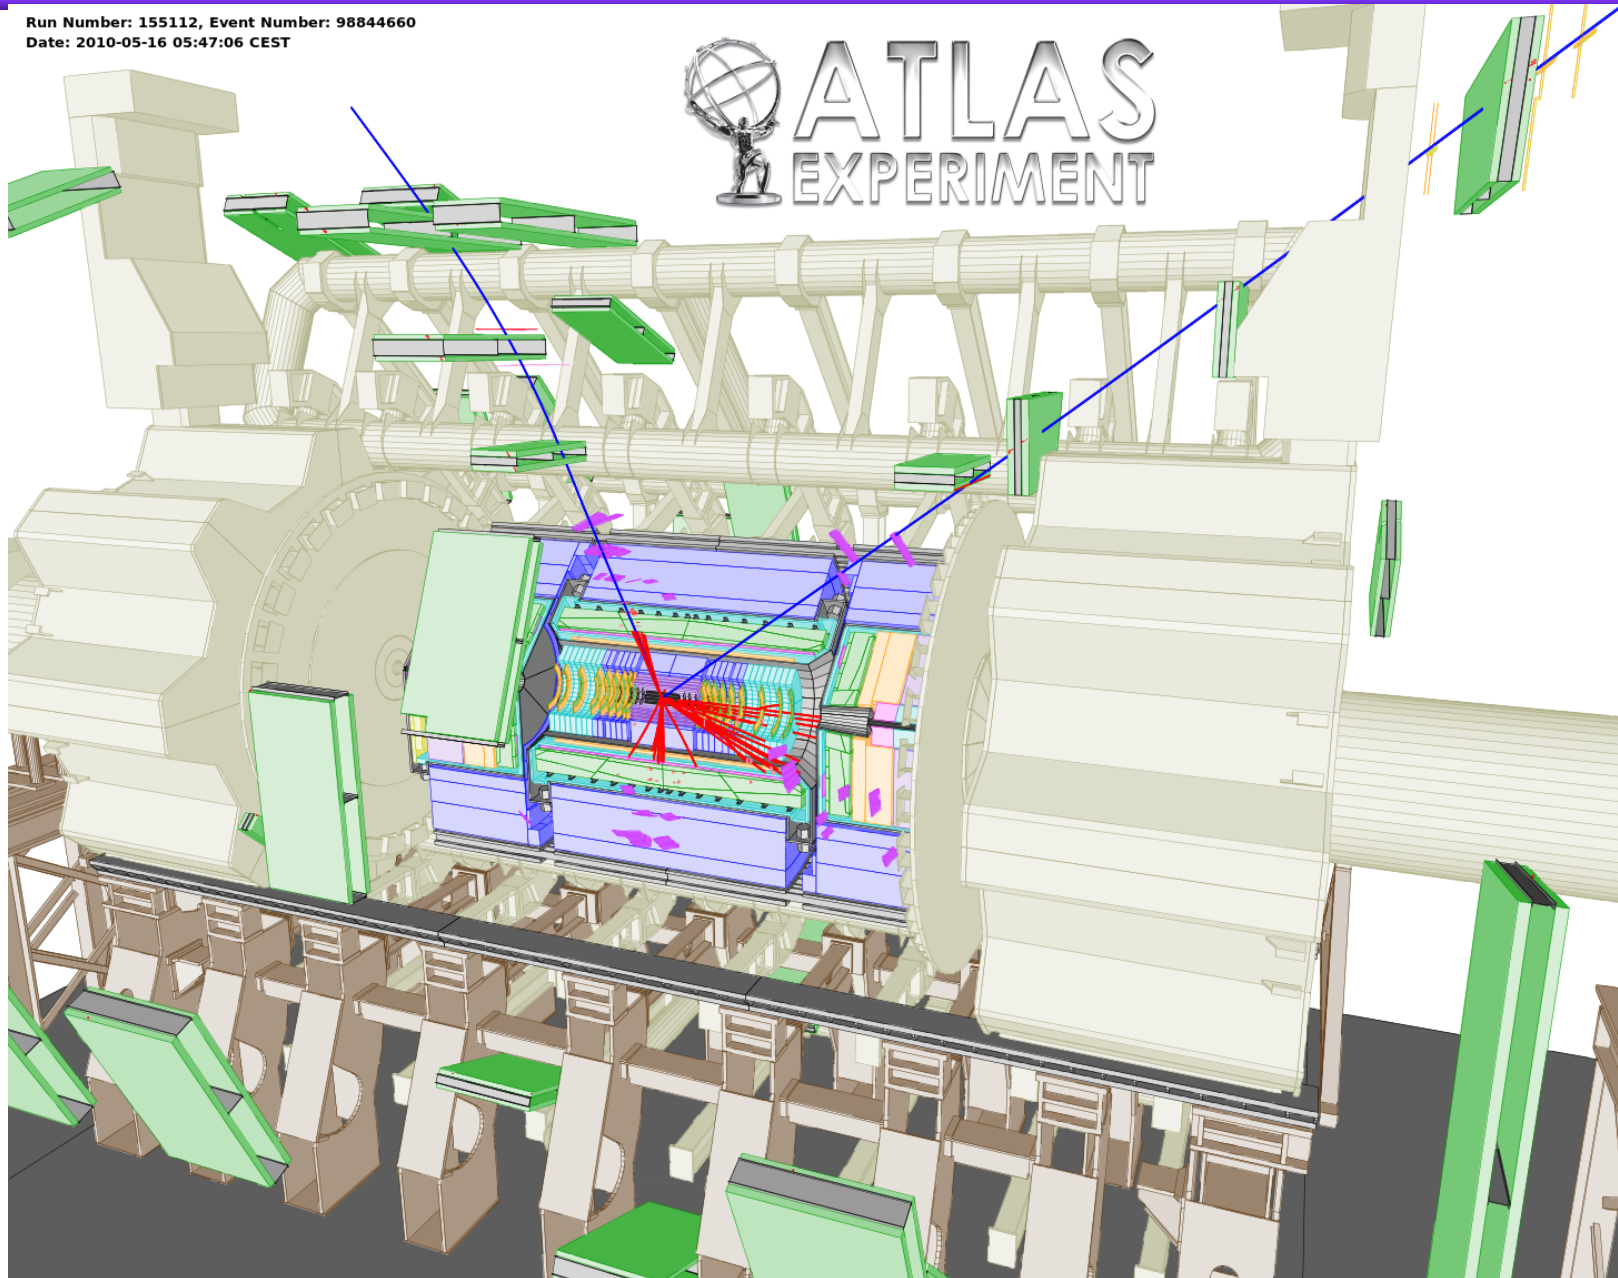 Run Number: 155112, Event Number: 98844660
Date: 2010-05-16 05:47:06 CEST
ATLAS
EXPERIMENT